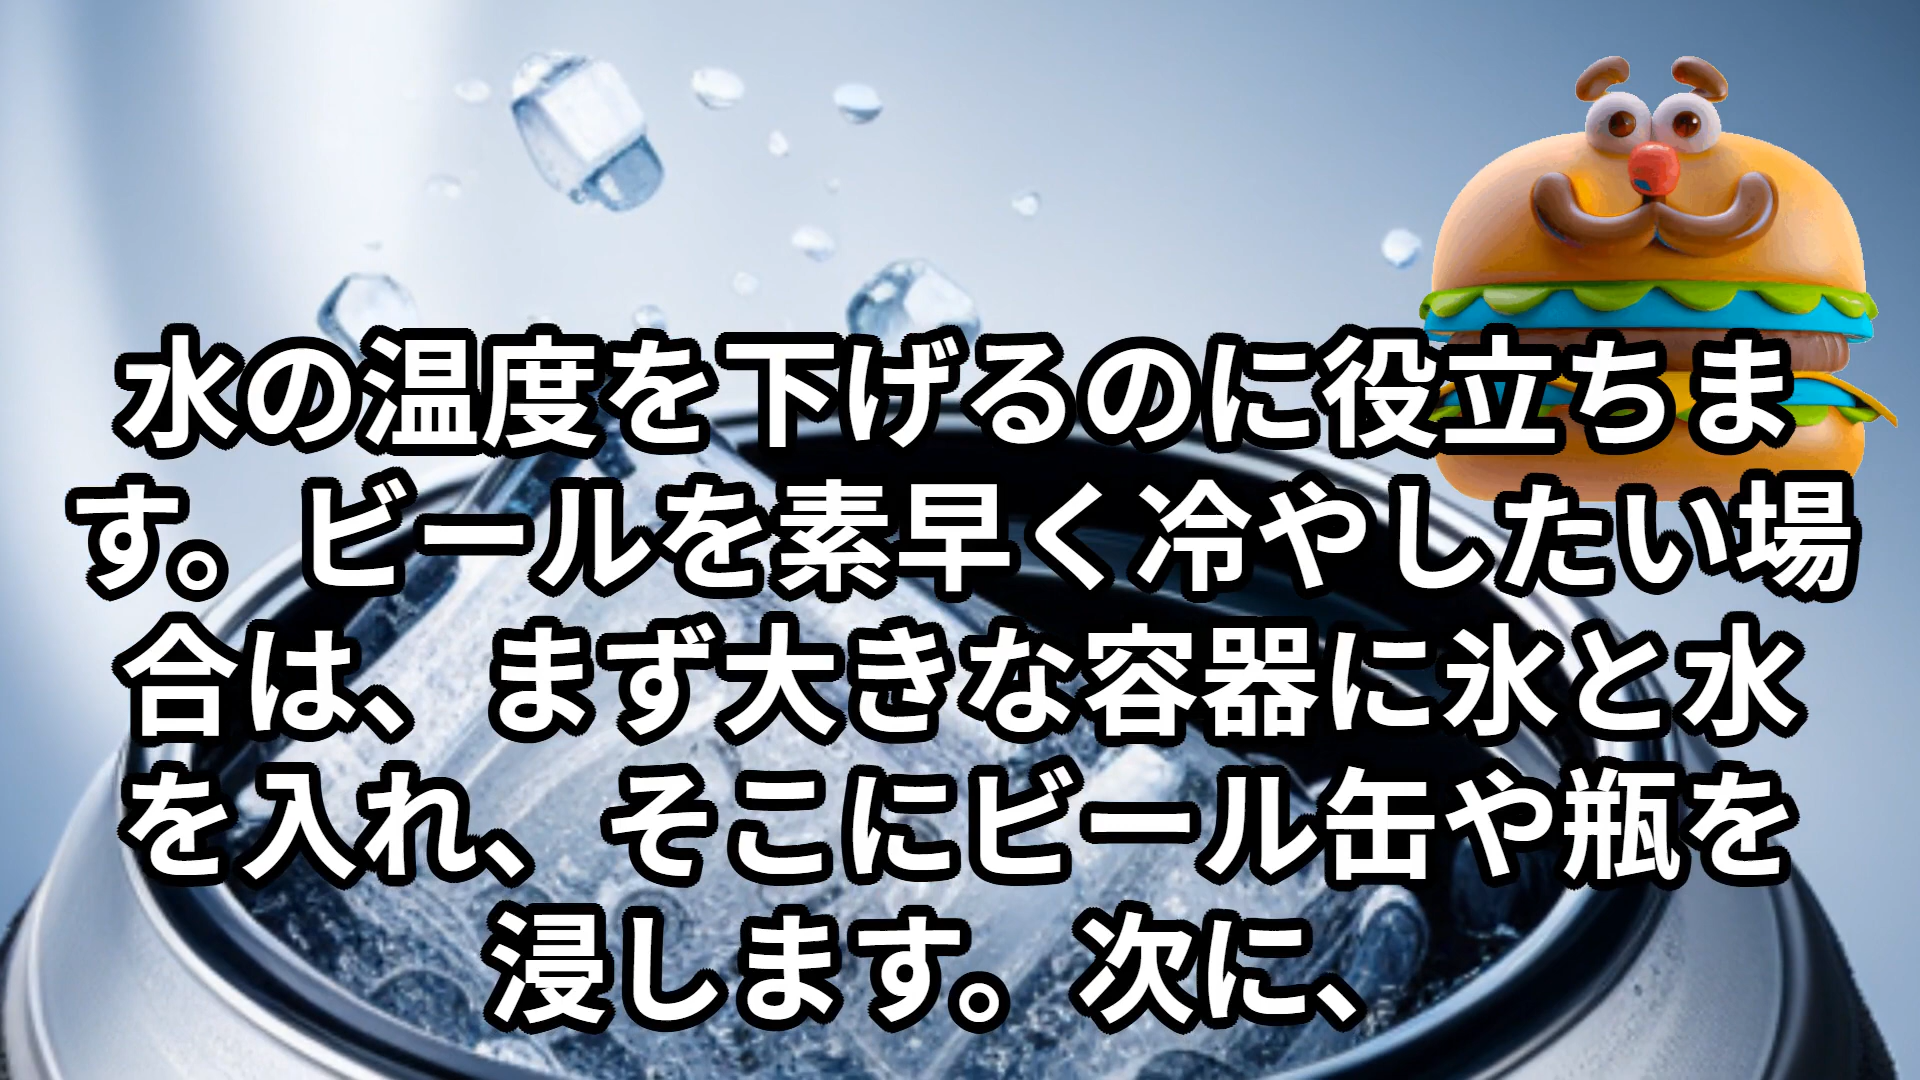 水の温度を下げるのに役立ちま
す。ビールを素早く冷やしたい場
合は、まず大きな容器に氷と水
を入れ、そこにビール缶や瓶を
浸します。次に、